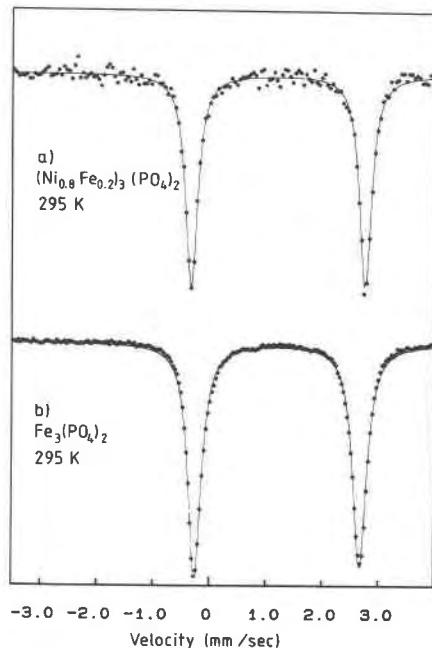 a)
(Ni0.8 Fe0.2)3 (PO4)2
295 K
b)
Fe3(PO4)2
295 K
-3.0 -2.0 -1.0 0 1.0 2.0 3.0
Velocity (mm/sec)